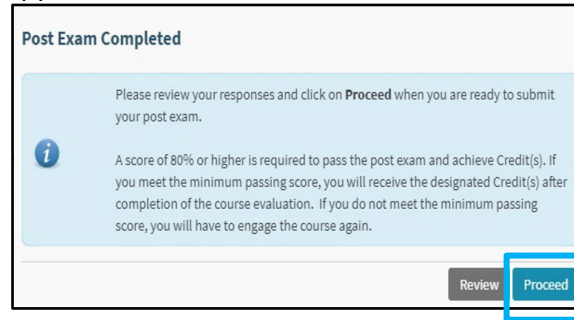 Post Exam Completed
Please review your responses and click on Proceed when you are ready to submit
your post exam.
A score of 80% or higher is required to pass the post exam and achieve Credit(s). If
you meet the minimum passing score, you will receive the designated Credit(s) after
completion of the course evaluation. If you do not meet the minimum passing
score, you will have to engage the course again.
Review Proceed